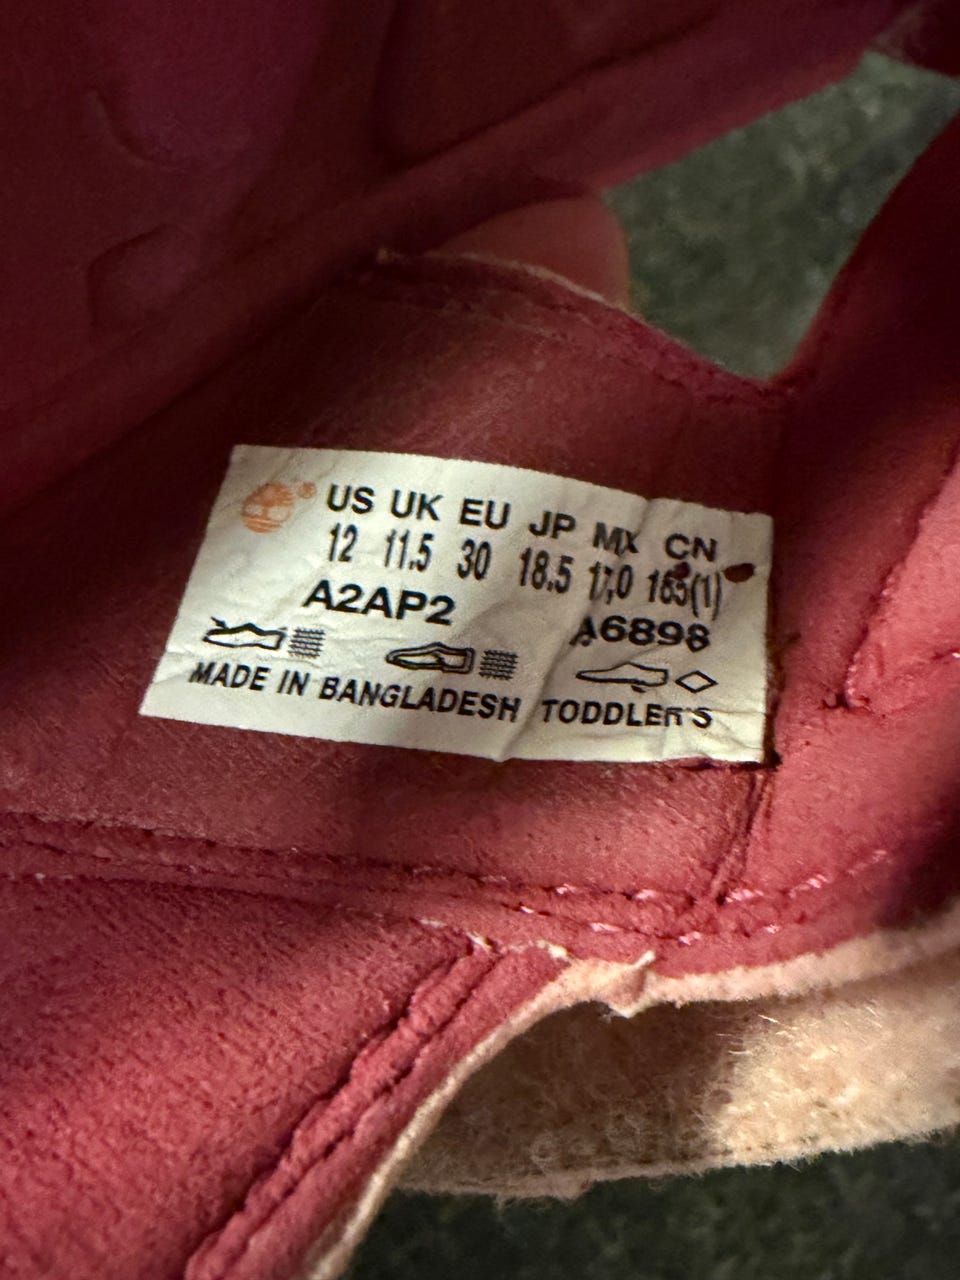 ® US UK EU JP MX CN
12 11.5 30 18.5 17,0 185(1)
A2AP2 A6898
MADE IN BANGLADESH TODDLER'S